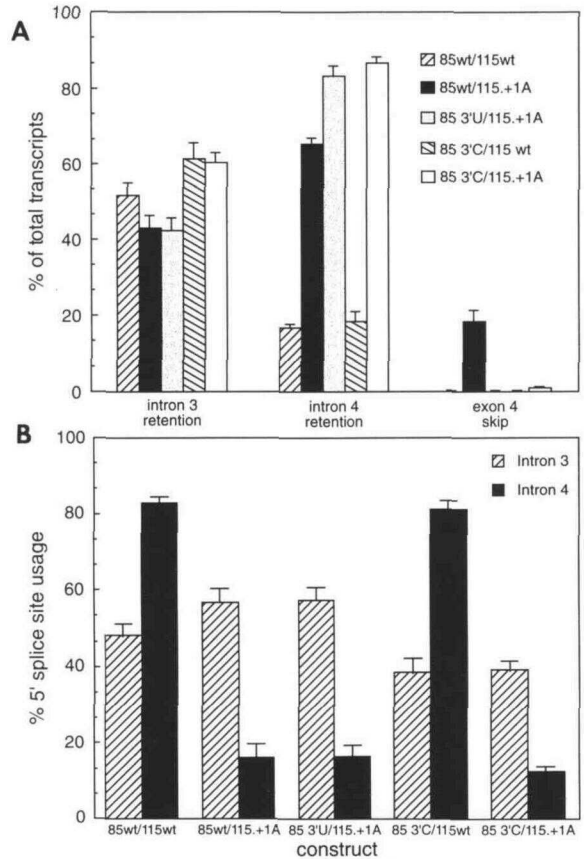 A
100
80
60
40
20
0
% of total transcripts
85wt/115wt
85wt/115.+1A
85 3'U/115.+1A
85 3'C/115 wt
85 3'C/115.+1A
intron 3
retention
intron 4
retention
exon 4
skip
B
100
80
60
40
20
0
% 5' splice site usage
Intron 3
Intron 4
85wt/115wt
85wt/115.+1A
85 3'U/115.+1A
85 3'C/115wt
85 3'C/115.+1A
construct